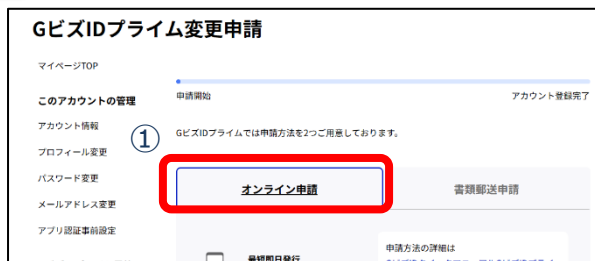 GビズIDプライム変更申請
マイページTOP
このアカウントの管理
アカウント情報
プロフィール変更
パスワード変更
メールアドレス変更
アプリ認証事前設定
申請開始
アカウント登録完了
①
GビズIDプライムでは申請方法を2つご用意しております。
オンライン申請
書類郵送申請
最短即日発行
申請方法の詳細は